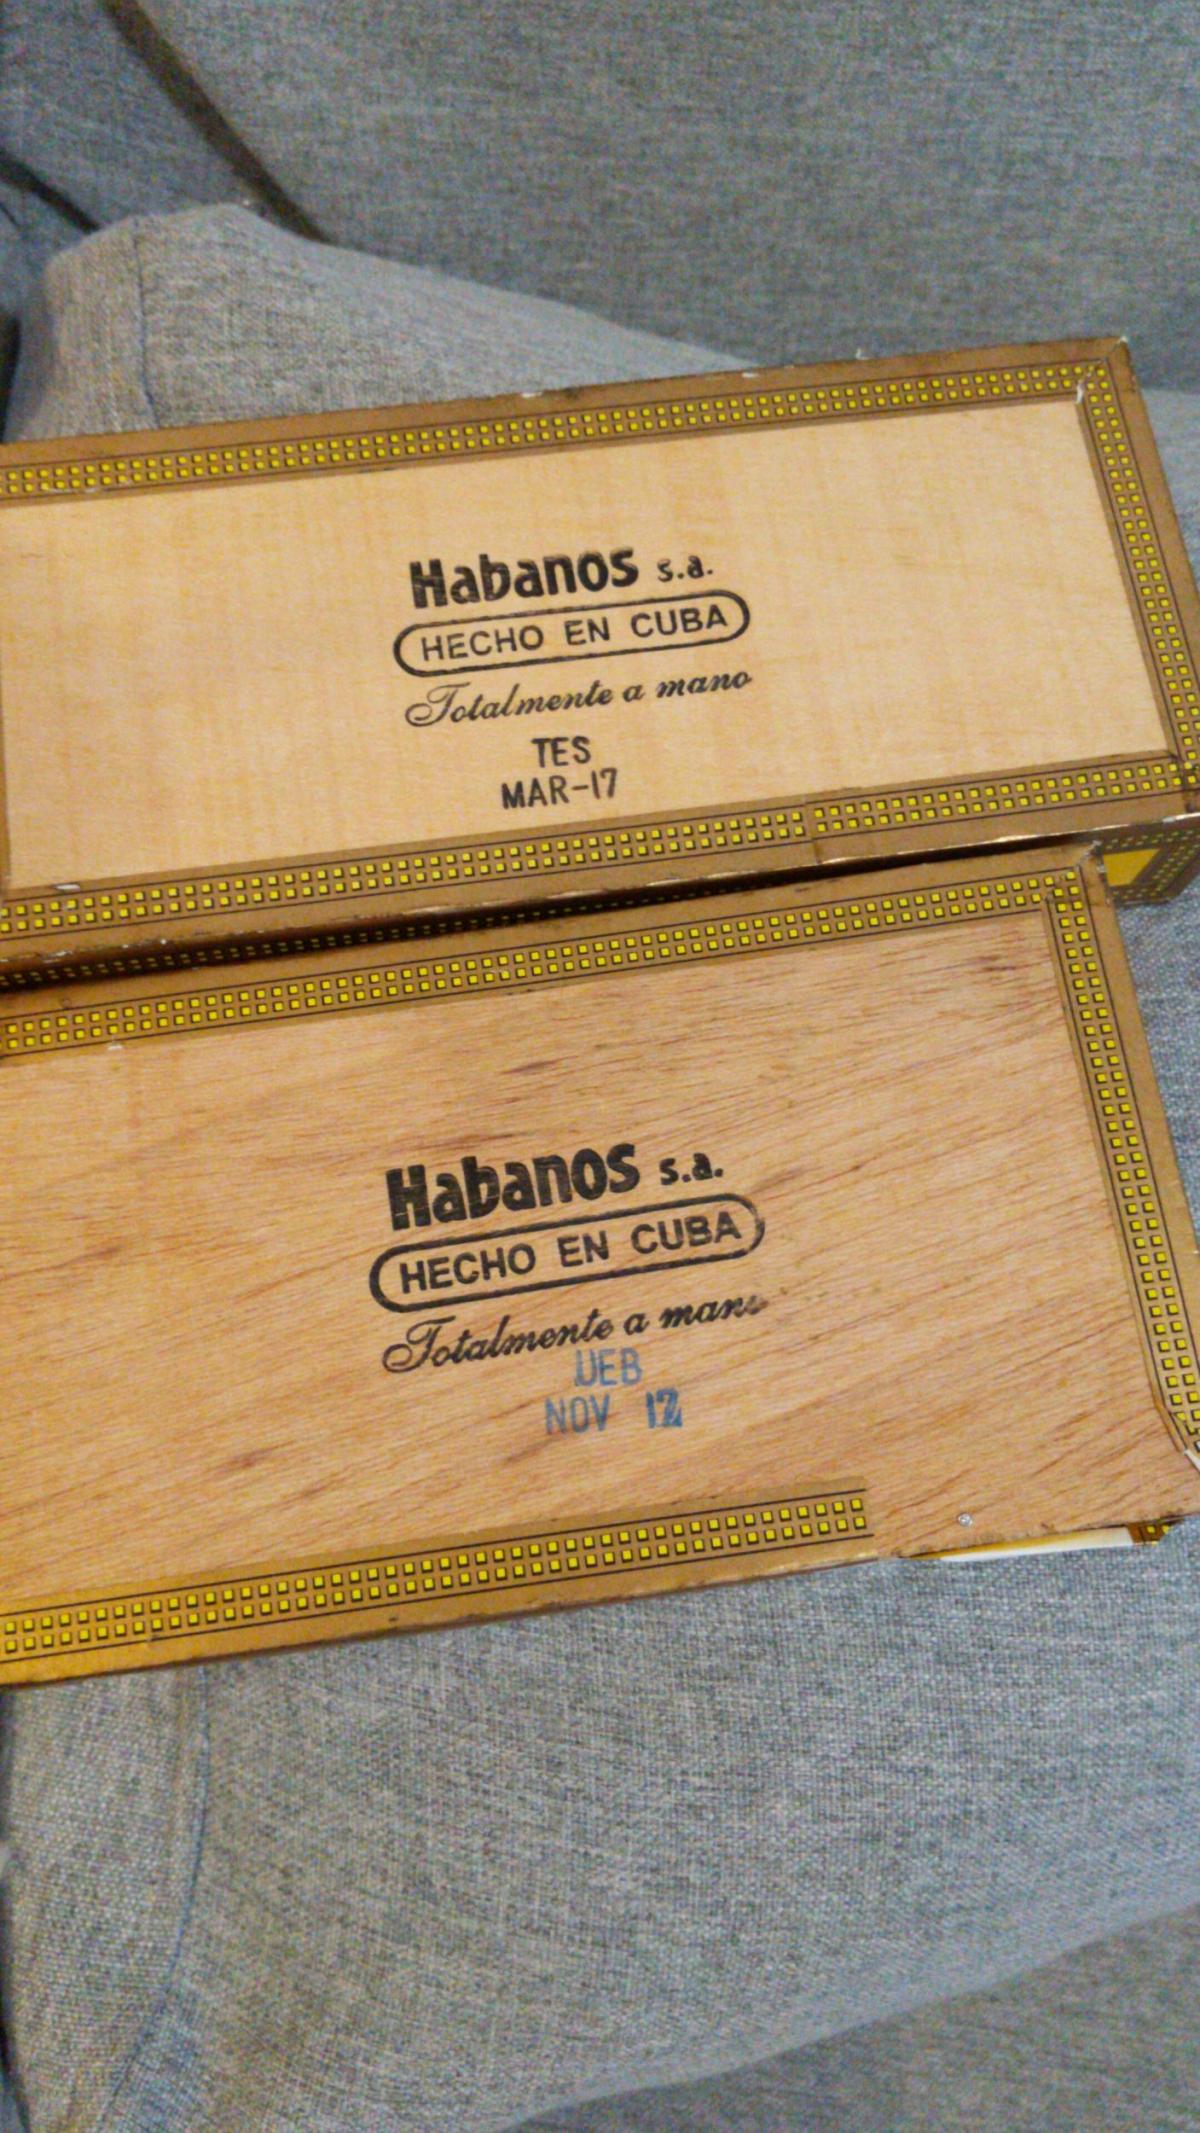 Habanos s.a.
HECHO EN CUBA
Totalmente a mano
TES
MAR-17
Habanos s.a.
HECHO EN CUBA
Totalmente a mano
UEB
NOV 12